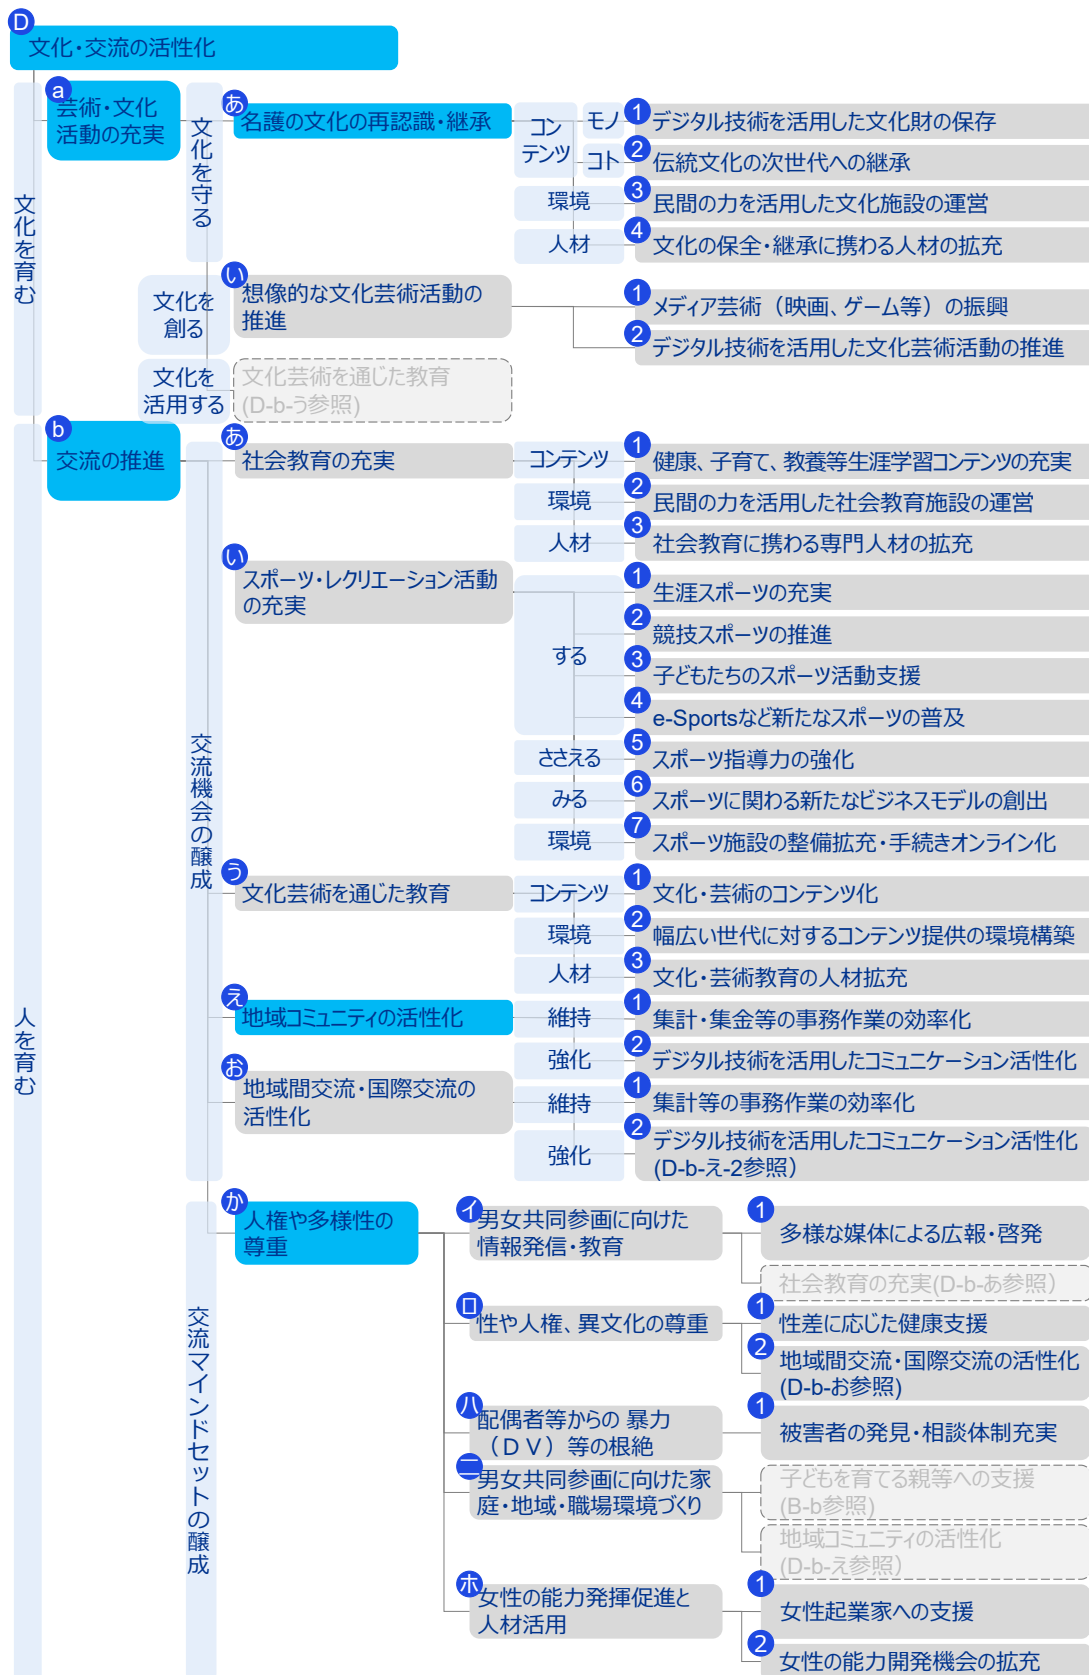 D
文化・交流の活性化
文化を育む
a
芸術・文化
活動の充実
文化を守る
あ
名護の文化の再認識・継承
コン
テンツ
モノ
1
デジタル技術を活用した文化財の保存
コト
2
伝統文化の次世代への継承
環境
3
民間の力を活用した文化施設の運営
人材
4
文化の保全・継承に携わる人材の拡充
文化を
創る
い
想像的な文化芸術活動の
推進
1
メディア芸術（映画、ゲーム等）の振興
2
デジタル技術を活用した文化芸術活動の推進
文化を
活用する
文化芸術を通じた教育
(D-b-う参照)
人を育む
b
交流の推進
交流機会の醸成
あ
社会教育の充実
コンテンツ
1
健康、子育て、教養等生涯学習コンテンツの充実
環境
2
民間の力を活用した社会教育施設の運営
人材
3
社会教育に携わる専門人材の拡充
い
スポーツ・レクリエーション活動
の充実
する
1
生涯スポーツの充実
2
競技スポーツの推進
3
子どもたちのスポーツ活動支援
4
e-Sportsなど新たなスポーツの普及
ささえる
5
スポーツ指導力の強化
みる
6
スポーツに関わる新たなビジネスモデルの創出
環境
7
スポーツ施設の整備拡充・手続きオンライン化
う
文化芸術を通じた教育
コンテンツ
1
文化・芸術のコンテンツ化
環境
2
幅広い世代に対するコンテンツ提供の環境構築
人材
3
文化・芸術教育の人材拡充
え
地域コミュニティの活性化
維持
1
集計・集金等の事務作業の効率化
強化
2
デジタル技術を活用したコミュニケーション活性化
お
地域間交流・国際交流の
活性化
維持
1
集計等の事務作業の効率化
強化
2
デジタル技術を活用したコミュニケーション活性化
(D-b-え-2参照）
交流マインドセットの醸成
か
人権や多様性の
尊重
イ
男女共同参画に向けた
情報発信・教育
1
多様な媒体による広報・啓発
社会教育の充実(D-b-あ参照）
ロ
性や人権、異文化の尊重
1
性差に応じた健康支援
2
地域間交流・国際交流の活性化
(D-b-お参照)
ハ
配偶者等からの 暴力
（ＤＶ）等の根絶
1
被害者の発見・相談体制充実
ニ
男女共同参画に向けた家
庭・地域・職場環境づくり
子どもを育てる親等への支援
(B-b参照)
地域コミュニティの活性化
(D-b-え参照）
ホ
女性の能力発揮促進と
人材活用
1
女性起業家への支援
2
女性の能力開発機会の拡充